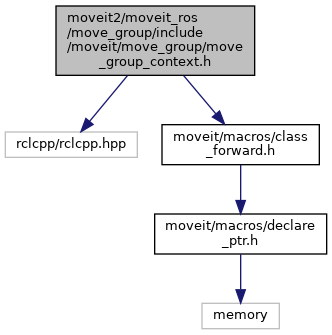 moveit2/moveit_ros
/move_group/include
/moveit/move_group/move
_group_context.h
rclcpp/rclcpp.hpp
moveit/macros/class
_forward.h
moveit/macros/declare
_ptr.h
memory